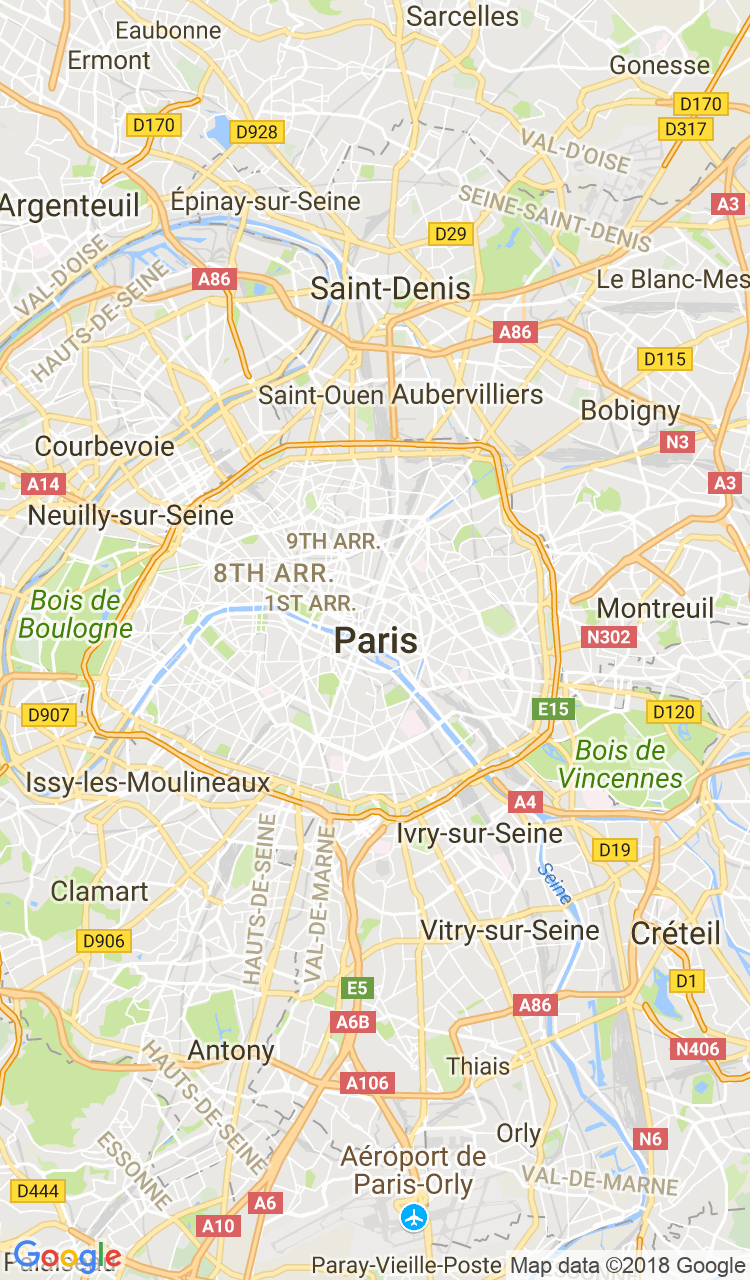 Sarcelles
Eaubonne
Ermont
Gonesse
D170
D317
D170
D928
VAL-D'OISE
SEINE-SAINT-DENIS
A3
Argenteuil
Épinay-sur-Seine
D29
VAL-D'OISE
HAUTS-DE-SEINE
A86
Saint-Denis
Le Blanc-Mes
A86
D115
Saint-Ouen
Aubervilliers
Bobigny
Courbevoie
N3
A14
A3
Neuilly-sur-Seine
9TH ARR.
8TH ARR.
1ST ARR.
Bois de
Boulogne
Montreuil
Paris
N302
D907
E15
D120
Bois de
Vincennes
Issy-les-Moulineaux
A4
Ivry-sur-Seine
D19
HAUTS-DE-SEINE
VAL-DE-MARNE
Seine
Clamart
Vitry-sur-Seine
Créteil
D906
D1
E5
A86
A6B
Antony
N406
Thiais
A106
HAUTS-DE-SEINE
ESSONNE
Orly
N6
Aéroport de
Paris-Orly
VAL-DE-MARNE
D444
A6
A10
Google
Paray-Vieille-Poste
Map data ©2018 Google